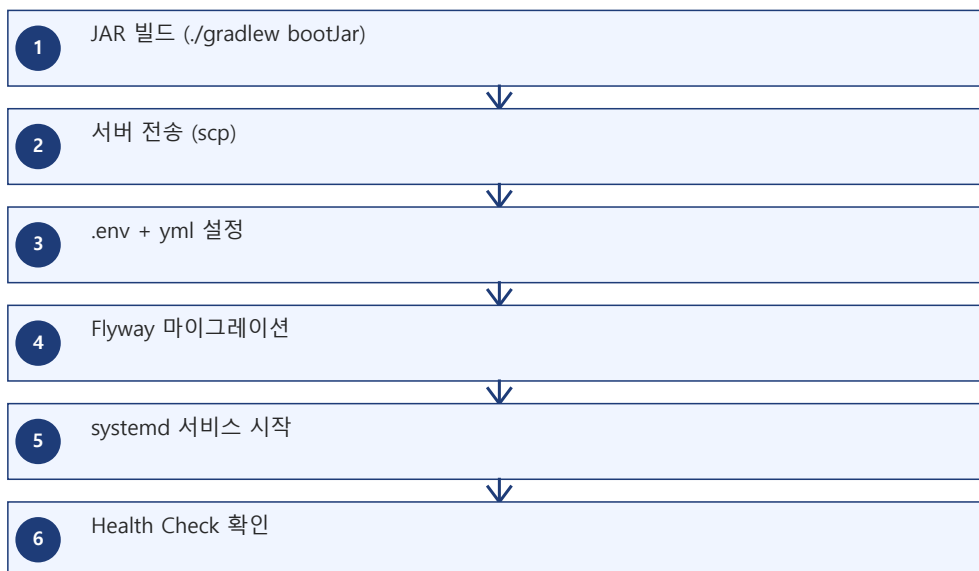 1 JAR 빌드 (./gradlew bootJar)
2 서버 전송 (scp)
3 .env + yml 설정
4 Flyway 마이그레이션
5 systemd 서비스 시작
6 Health Check 확인